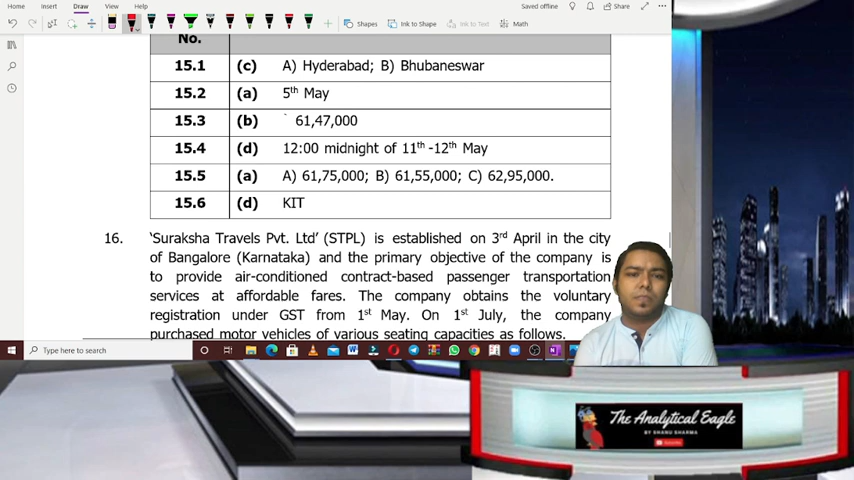 Home Insert Draw View Help Saved offline Share
Shapes Ink to Shape Ink to Text Math
No.
15.1 (c) A) Hyderabad; B) Bhubaneswar
15.2 (a) 5th May
15.3 (b) ` 61,47,000
15.4 (d) 12:00 midnight of 11th -12th May
15.5 (a) A) 61,75,000; B) 61,55,000; C) 62,95,000.
15.6 (d) KIT
16. ‘Suraksha Travels Pvt. Ltd’ (STPL) is established on 3rd April in the city
of Bangalore (Karnataka) and the primary objective of the company is
to provide air-conditioned contract-based passenger transportation
services at affordable fares. The company obtains the voluntary
registration under GST from 1st May. On 1st July, the company
purchased motor vehicles of various seating capacities as follows.
Type here to search
The Analytical Eagle
BY SHANU SHARMA